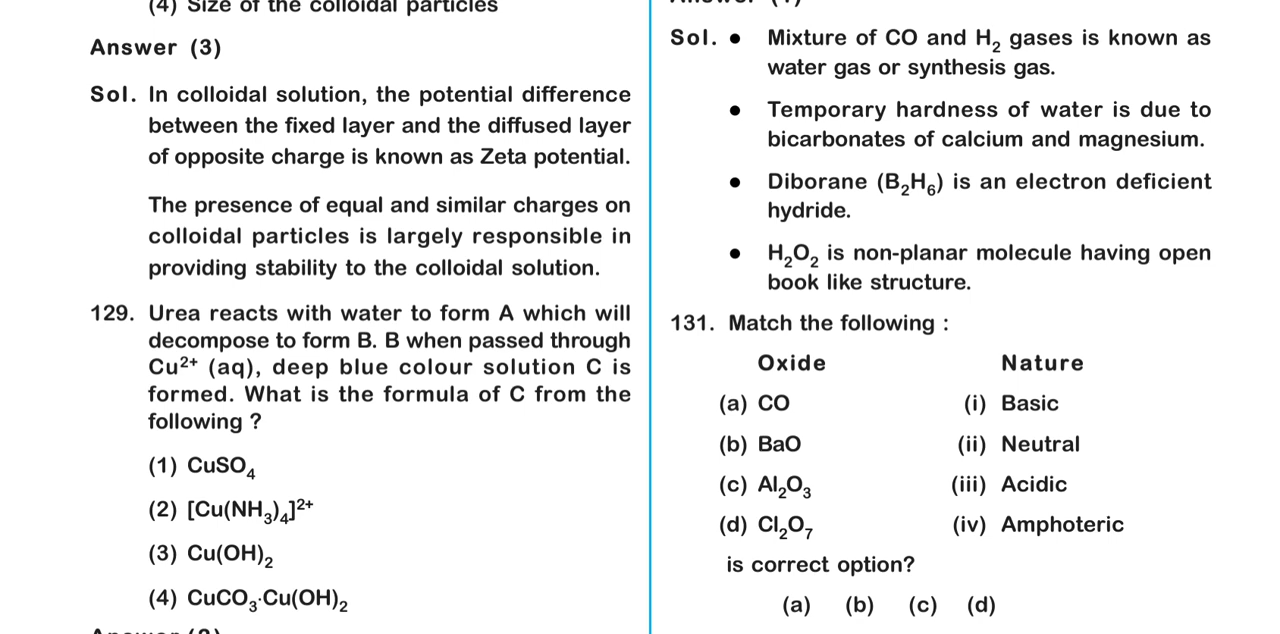 (4) Size of the colloidal particles
Answer (3)
Sol. In colloidal solution, the potential difference
between the fixed layer and the diffused layer
of opposite charge is known as Zeta potential.
The presence of equal and similar charges on
colloidal particles is largely responsible in
providing stability to the colloidal solution.
129. Urea reacts with water to form A which will
decompose to form B. B when passed through
Cu²⁺ (aq), deep blue colour solution C is
formed. What is the formula of C from the
following ?
(1) CuSO₄
(2) [Cu(NH₃)₄]²⁺
(3) Cu(OH)₂
(4) CuCO₃·Cu(OH)₂
Sol. • Mixture of CO and H₂ gases is known as
water gas or synthesis gas.
• Temporary hardness of water is due to
bicarbonates of calcium and magnesium.
• Diborane (B₂H₆) is an electron deficient
hydride.
• H₂O₂ is non-planar molecule having open
book like structure.
131. Match the following :
Oxide Nature
(a) CO (i) Basic
(b) BaO (ii) Neutral
(c) Al₂O₃ (iii) Acidic
(d) Cl₂O₇ (iv) Amphoteric
is correct option?
(a) (b) (c) (d)